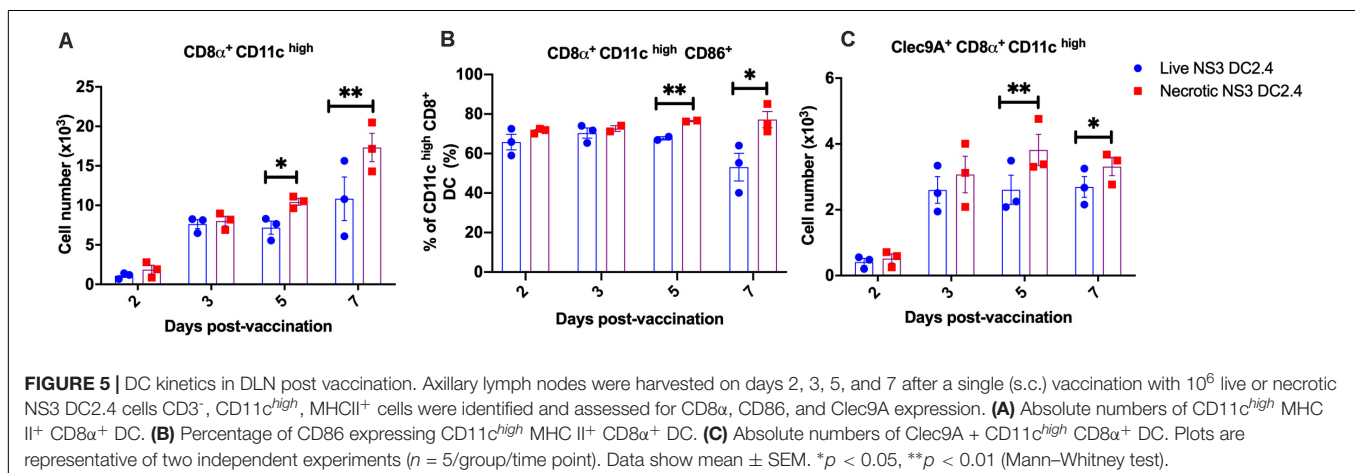 A
CD8α⁺ CD11c ʰⁱᵍʰ
Cell number (x10³)
25
20
15
10
5
0
**
*
2
3
5
7
Days post-vaccination
B
CD8α⁺ CD11c ʰⁱᵍʰ CD86⁺
% of CD11c ʰⁱᵍʰ CD8⁺
DC (%)
100
80
60
40
20
0
**
*
2
3
5
7
Days post-vaccination
C
Clec9A⁺ CD8α⁺ CD11c ʰⁱᵍʰ
Cell number (x10³)
6
4
2
0
**
*
2
3
5
7
Days post-vaccination
Live NS3 DC2.4
Necrotic NS3 DC2.4
FIGURE 5 | DC kinetics in DLN post vaccination. Axillary lymph nodes were harvested on days 2, 3, 5, and 7 after a single (s.c.) vaccination with 10⁶ live or necrotic
NS3 DC2.4 cells CD3⁻, CD11cʰⁱᵍʰ, MHCII⁺ cells were identified and assessed for CD8α, CD86, and Clec9A expression. (A) Absolute numbers of CD11cʰⁱᵍʰ MHC
II⁺ CD8α⁺ DC. (B) Percentage of CD86 expressing CD11cʰⁱᵍʰ MHC II⁺ CD8α⁺ DC. (C) Absolute numbers of Clec9A + CD11cʰⁱᵍʰ CD8α⁺ DC. Plots are
representative of two independent experiments (n = 5/group/time point). Data show mean ± SEM. *p < 0.05, **p < 0.01 (Mann–Whitney test).